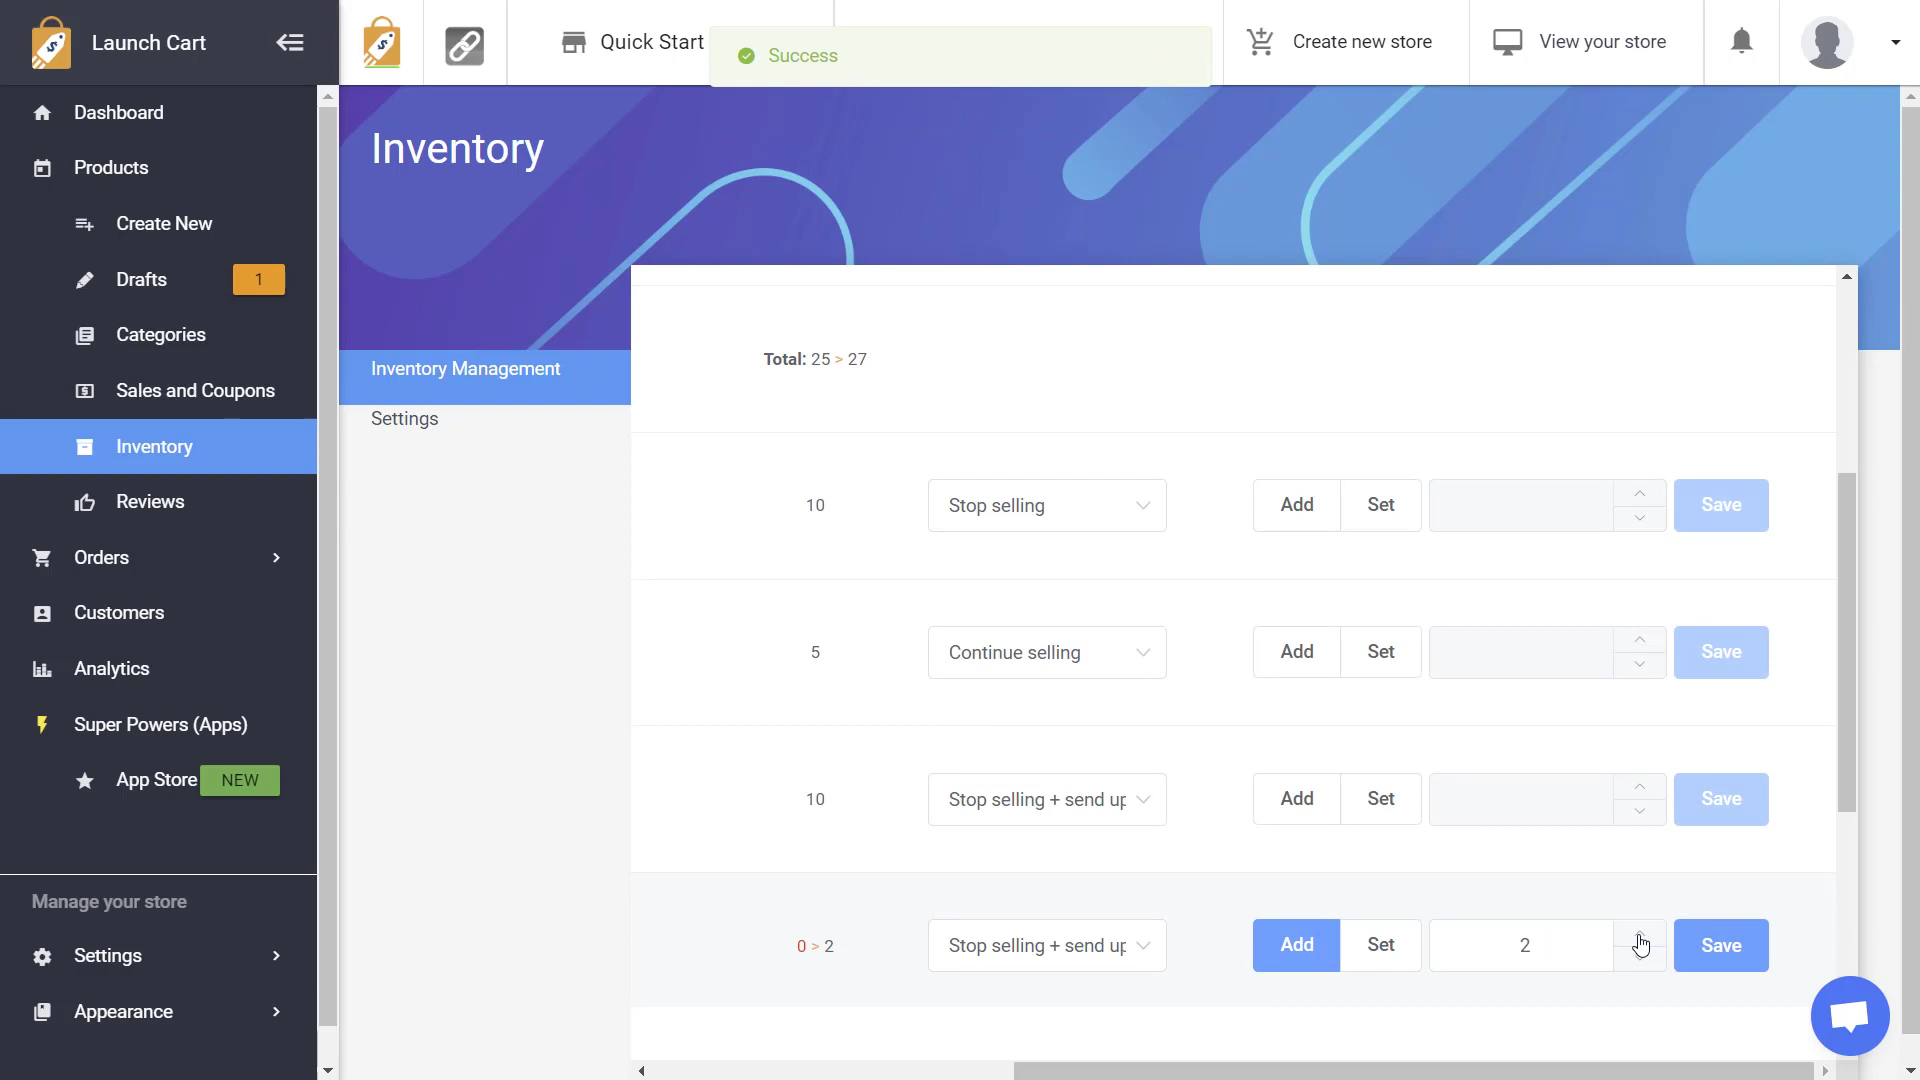 Launch Cart
Quick Start
Success
Create new store
View your store
Dashboard
Products
Create New
Drafts 1
Categories
Sales and Coupons
Inventory
Reviews
Orders
Customers
Analytics
Super Powers (Apps)
App Store NEW
Manage your store
Settings
Appearance
Inventory
Inventory Management
Settings
Total: 25 > 27
10 Stop selling Add Set Save
5 Continue selling Add Set Save
10 Stop selling + send up Add Set Save
0 > 2 Stop selling + send up Add Set 2 Save